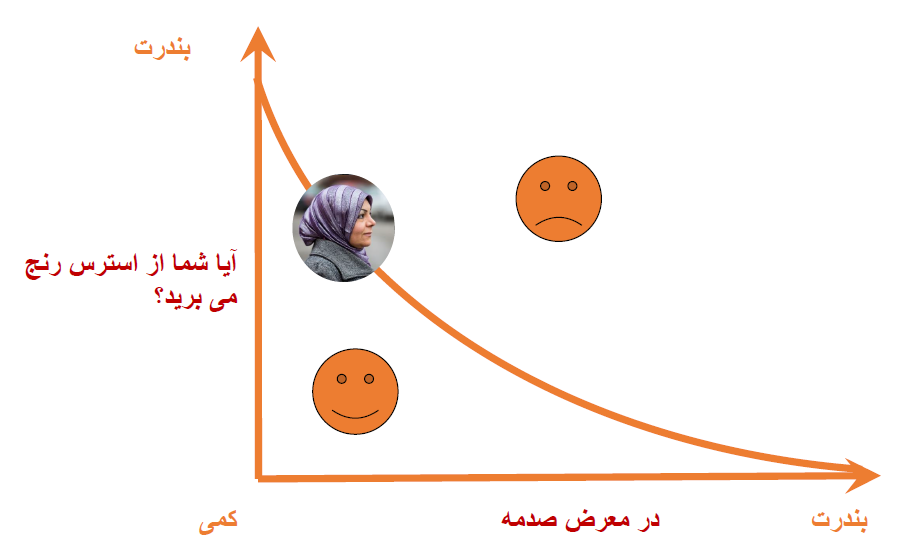 بندرت
آیا شما از استرس رنج
می برید؟
کمی
در معرض صدمه
بندرت